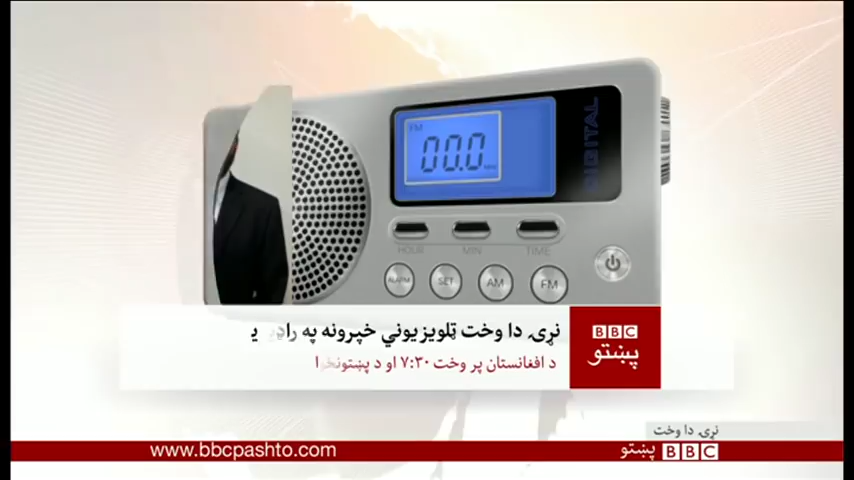 FM
00.0
DIGITAL
HOUR MIN TIME
ALARM SET AM FM
نړۍ دا وخت ټلويزيوني خپرونه په
د افغانستان پر وخت ۷:۳۰ او د پښتونخوا
BBC
پښتو
نړۍ دا وخت
www.bbcpashto.com
پښتو BBC